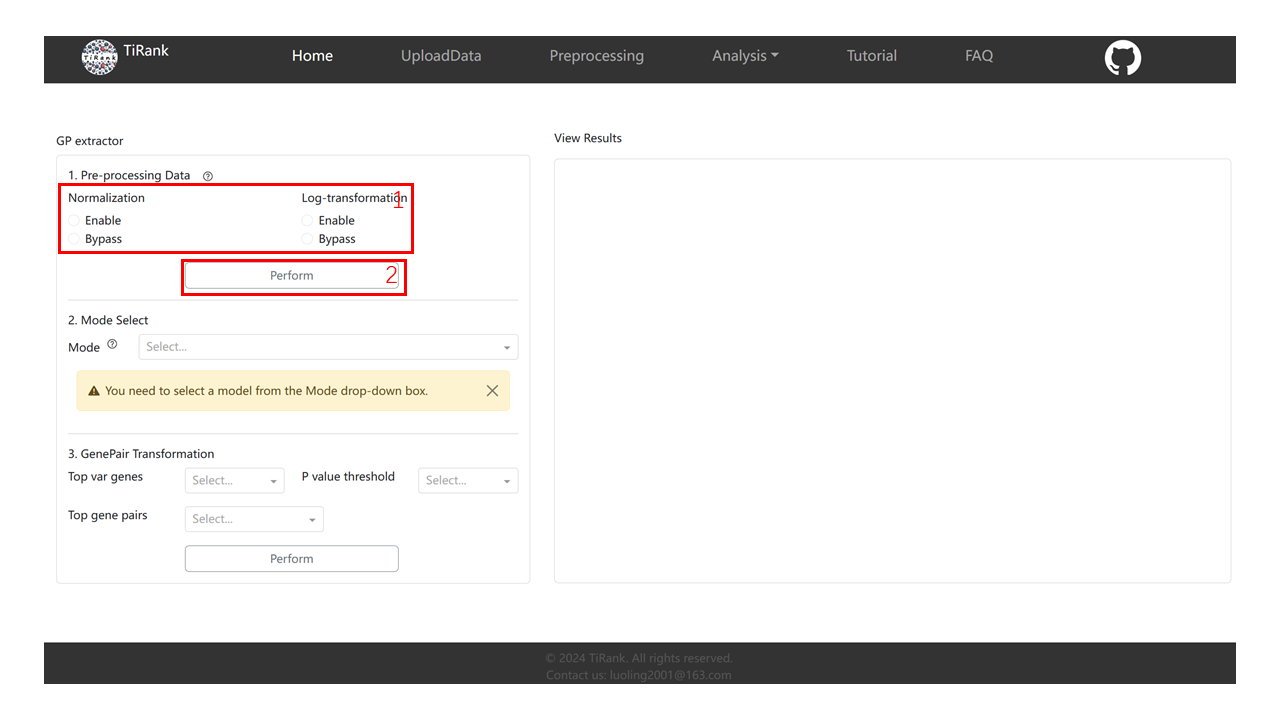 TiRank
TiRank
Home
UploadData
Preprocessing
Analysis
Tutorial
FAQ
GP extractor
View Results
1. Pre-processing Data
Normalization
Log-transformation
1
Enable
Enable
Bypass
Bypass
Perform
2
2. Mode Select
Mode
Select...
You need to select a model from the Mode drop-down box.
3. GenePair Transformation
Top var genes
Select...
P value threshold
Select...
Top gene pairs
Select...
Perform
© 2024 TiRank. All rights reserved.
Contact us: luoling2001@163.com